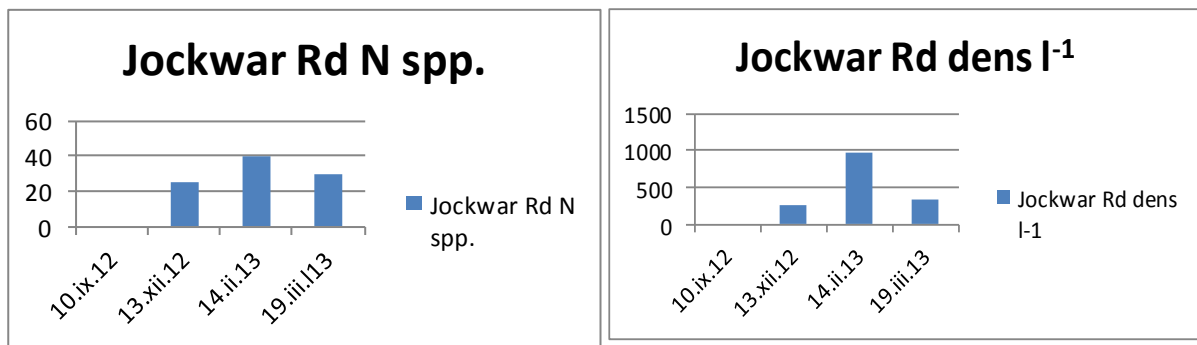 Jockwar Rd N spp.
60
40
20
0
10.ix.12
13.xii.12
14.ii.13
19.iii.l13
Jockwar Rd N
spp.
Jockwar Rd dens l-1
1500
1000
500
0
10.ix.12
13.xii.12
14.ii.13
19.iii.13
Jockwar Rd dens
l-1